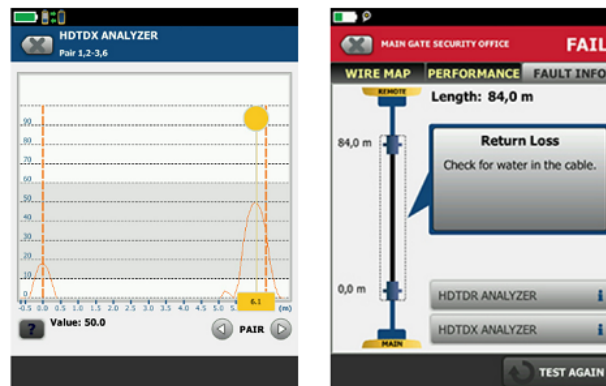 HDTDX ANALYZER
Pair 1,2-3,6
90
80
70
60
50
40
30
20
10
-0.5 0.0 0.5 1.0 1.5 2.0 2.5 3.0 3.5 4.0 4.5 5.0 5. 6.1 (m)
? Value: 50.0
PAIR
MAIN GATE SECURITY OFFICE FAIL
WIRE MAP PERFORMANCE FAULT INFO
REMOTE
Length: 84,0 m
84,0 m
Return Loss
Check for water in the cable.
0,0 m
HDTDR ANALYZER i
HDTDX ANALYZER i
MAIN
TEST AGAIN